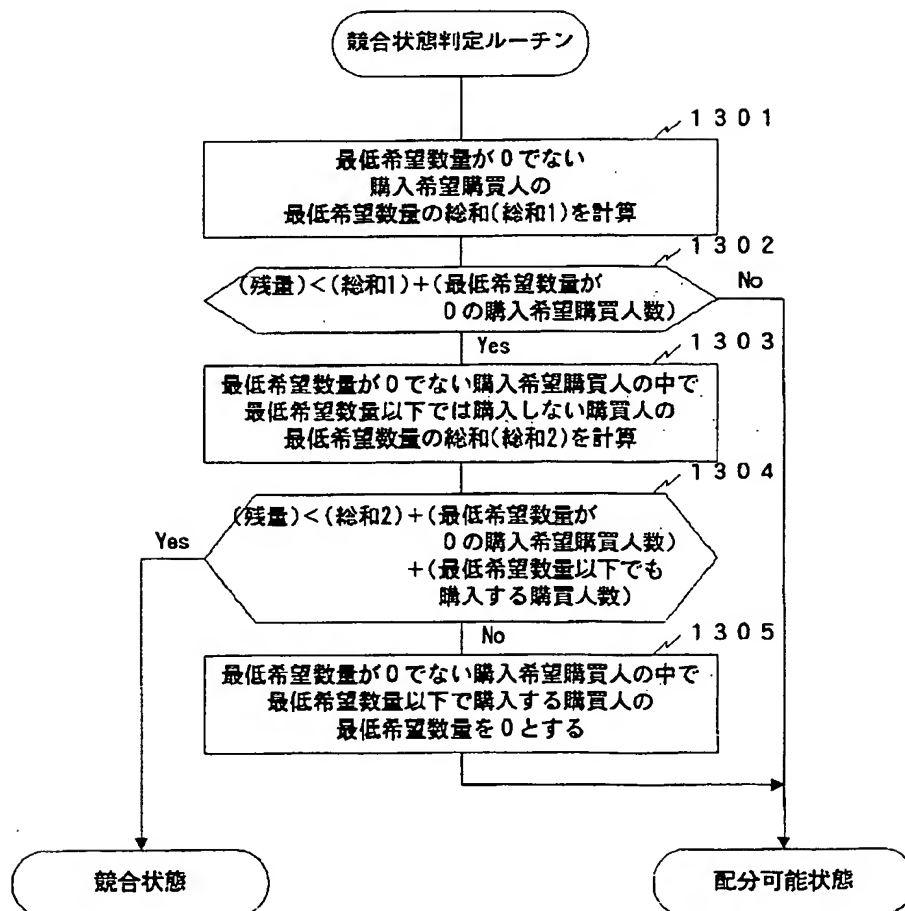 競合状態判定ルーチン
1301
最低希望数量が0でない
購入希望購買人の
最低希望数量の総和(総和1)を計算
1302
(残量)<(総和1)+(最低希望数量が
0の購入希望購買人数)
No
Yes
1303
最低希望数量が0でない購入希望購買人の中で
最低希望数量以下では購入しない購買人の
最低希望数量の総和(総和2)を計算
1304
(残量)<(総和2)+(最低希望数量が
0の購入希望購買人数)
+(最低希望数量以下でも
購入する購買人数)
Yes
No
1305
最低希望数量が0でない購入希望購買人の中で
最低希望数量以下で購入する購買人の
最低希望数量を0とする
競合状態
配分可能状態